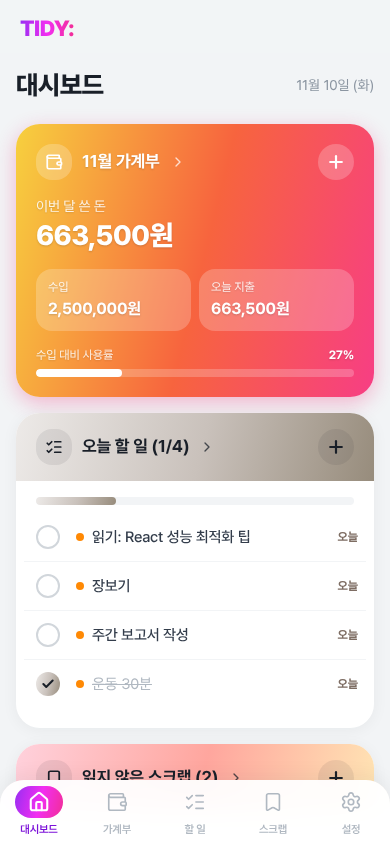 TIDY:
대시보드
11월 10일 (화)
11월 가계부
이번 달 쓴 돈
663,500원
수입
2,500,000원
오늘 지출
663,500원
수입 대비 사용률
27%
오늘 할 일 (1/4)
읽기: React 성능 최적화 팁
오늘
장보기
오늘
주간 보고서 작성
오늘
운동 30분
오늘
읽지 않은 스크랩 (2)
대시보드
가계부
할 일
스크랩
설정